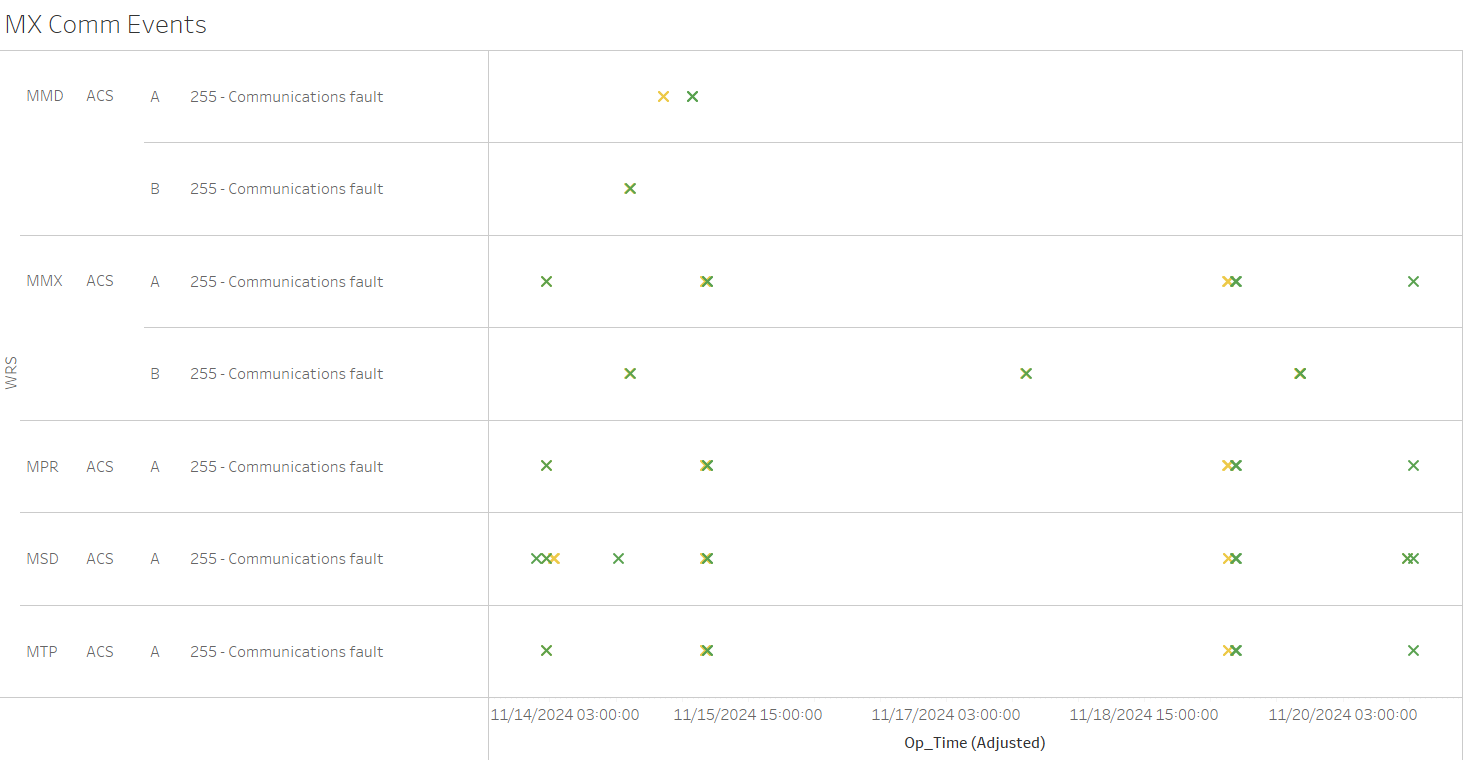 MX Comm Events
MMD ACS A 255 - Communications fault
B 255 - Communications fault
MMX ACS A 255 - Communications fault
WRS
B 255 - Communications fault
MPR ACS A 255 - Communications fault
MSD ACS A 255 - Communications fault
MTP ACS A 255 - Communications fault
11/14/2024 03:00:00 11/15/2024 15:00:00 11/17/2024 03:00:00 11/18/2024 15:00:00 11/20/2024 03:00:00
Op_Time (Adjusted)